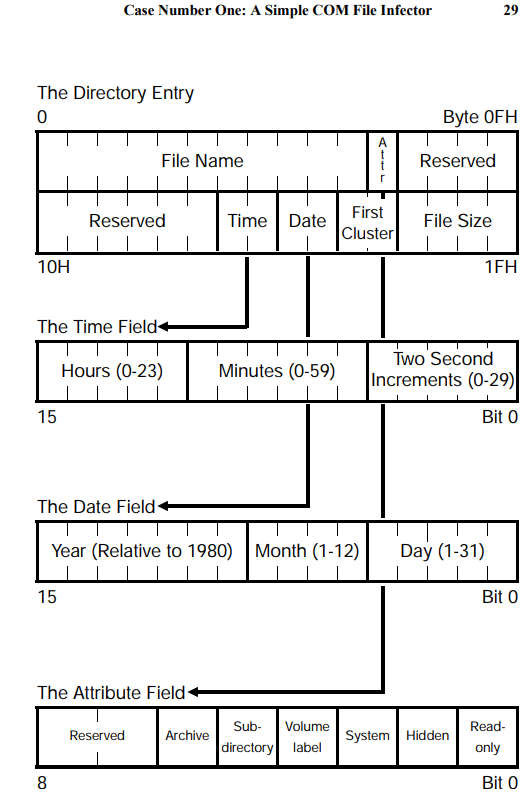 Case Number One: A Simple COM File Infector 29
The Directory Entry
0 Byte 0FH
File Name Attr Reserved
Reserved Time Date First Cluster File Size
10H 1FH
The Time Field
Hours (0-23) Minutes (0-59) Two Second Increments (0-29)
15 Bit 0
The Date Field
Year (Relative to 1980) Month (1-12) Day (1-31)
15 Bit 0
The Attribute Field
Reserved Archive Sub-directory Volume label System Hidden Read-only
8 Bit 0